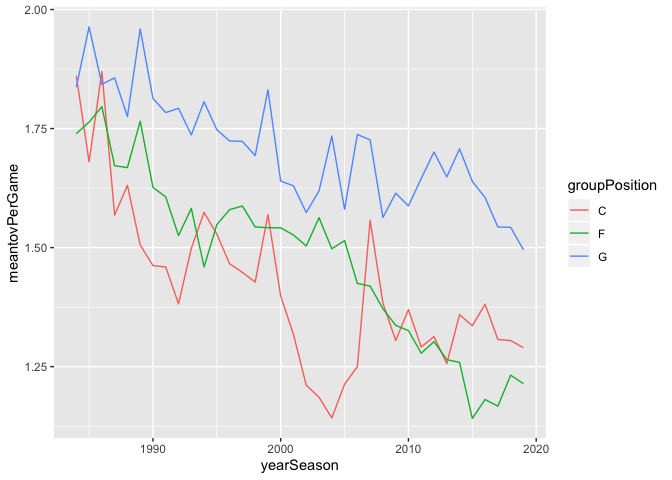 2.00
1.75
1.50
1.25
meantovPerGame
1990
2000
2010
2020
yearSeason
groupPosition
C
F
G